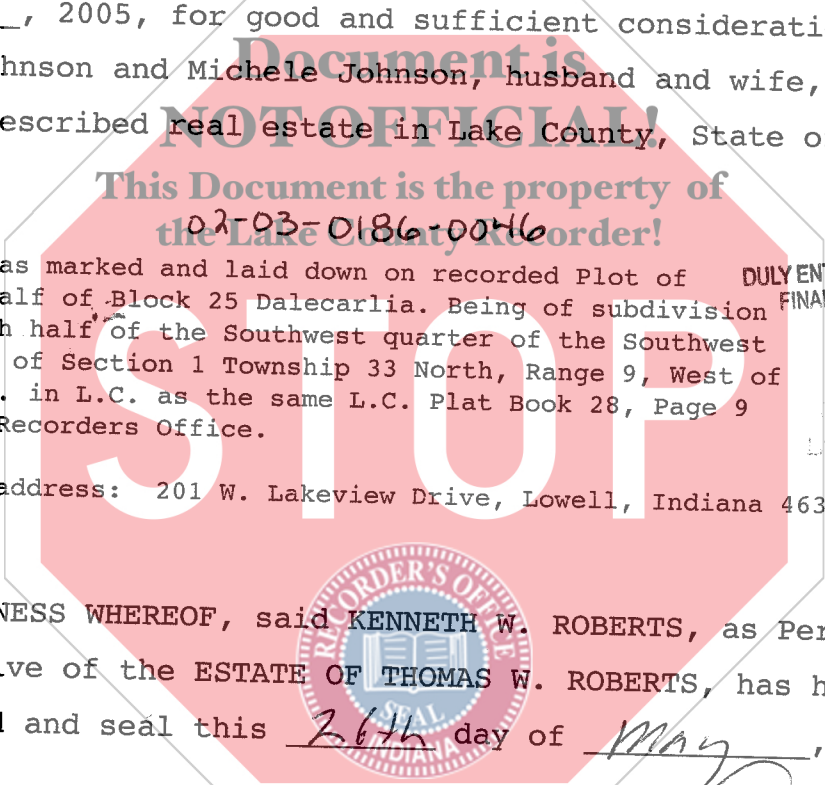 _, 2005, for good and sufficient considerati
Document is
hnson and Michele Johnson, husband and wife,
NOT OFFICIAL!
escribed real estate in Lake County, State o
This Document is the property of
02-03-0186-0046
the Lake County Recorder!
as marked and laid down on recorded Plot of
DULY ENT
alf of Block 25 Dalecarlia. Being of subdivision
FINA
h half of the Southwest quarter of the Southwest
of Section 1 Township 33 North, Range 9, West of
. in L.C. as the same L.C. Plat Book 28, Page 9
Recorders Office.
STOP
address: 201 W. Lakeview Drive, Lowell, Indiana 463
RECORDER'S OFFICE
NESS WHEREOF, said KENNETH W. ROBERTS, as Per
ve of the ESTATE OF THOMAS W. ROBERTS, has h
SEAL
d and seal this 26th day of May,
INDIANA